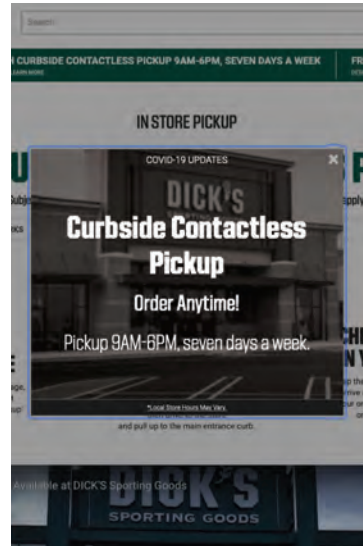 Search
CURBSIDE CONTACTLESS PICKUP 9AM-6PM, SEVEN DAYS A WEEK
LEARN MORE
IN STORE PICKUP
COVID-19 UPDATES
DICK'S
Curbside Contactless
Pickup
Order Anytime!
Pickup 9AM-6PM, seven days a week.
*Local Store Hours May Vary.
and pull up to the main entrance curb.
Available at DICK'S Sporting Goods
DICK'S
SPORTING GOODS